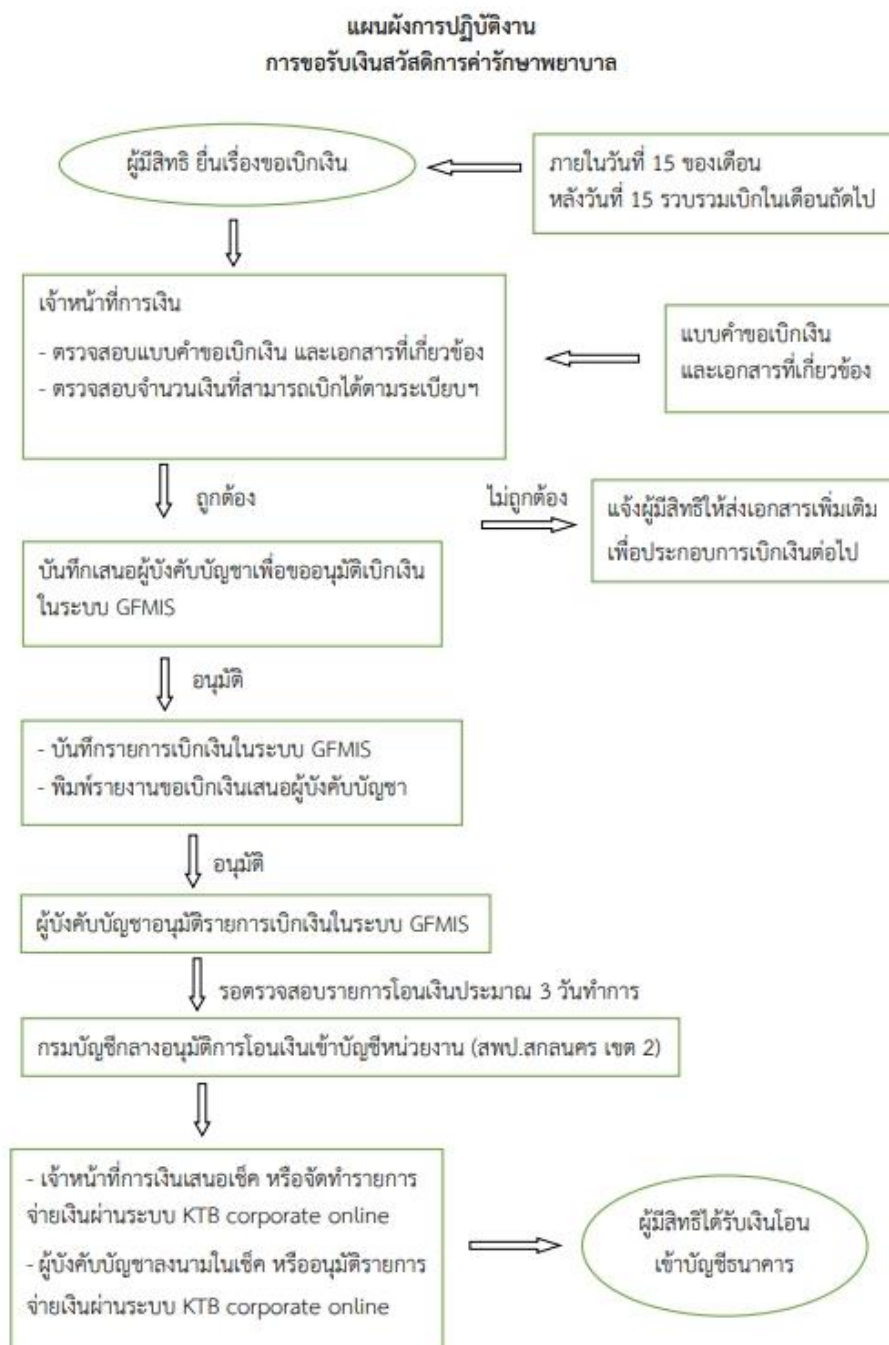 แผนผังการปฏิบัติงาน
การขอรับเงินสวัสดิการค่ารักษาพยาบาล
ผู้มีสิทธิ ยื่นเรื่องขอเบิกเงิน
ภายในวันที่ 15 ของเดือน
หลังวันที่ 15 รวบรวมเบิกในเดือนถัดไป
เจ้าหน้าที่การเงิน
- ตรวจสอบแบบคำขอเบิกเงิน และเอกสารที่เกี่ยวข้อง
- ตรวจสอบจำนวนเงินที่สามารถเบิกได้ตามระเบียบฯ
แบบคำขอเบิกเงิน
และเอกสารที่เกี่ยวข้อง
ถูกต้อง
ไม่ถูกต้อง
แจ้งผู้มีสิทธิให้ส่งเอกสารเพิ่มเติม
เพื่อประกอบการเบิกเงินต่อไป
บันทึกเสนอผู้บังคับบัญชาเพื่อขออนุมัติเบิกเงิน
ในระบบ GFMIS
อนุมัติ
- บันทึกรายการเบิกเงินในระบบ GFMIS
- พิมพ์รายงานขอเบิกเงินเสนอผู้บังคับบัญชา
อนุมัติ
ผู้บังคับบัญชาอนุมัติรายการเบิกเงินในระบบ GFMIS
รอตรวจสอบรายการโอนเงินประมาณ 3 วันทำการ
กรมบัญชีกลางอนุมัติการโอนเงินเข้าบัญชีหน่วยงาน (สพป.สกลนคร เขต 2)
- เจ้าหน้าที่การเงินเสนอเช็ค หรือจัดทำรายการ
จ่ายเงินผ่านระบบ KTB corporate online
- ผู้บังคับบัญชาลงนามในเช็ค หรืออนุมัติรายการ
จ่ายเงินผ่านระบบ KTB corporate online
ผู้มีสิทธิได้รับเงินโอน
เข้าบัญชีธนาคาร